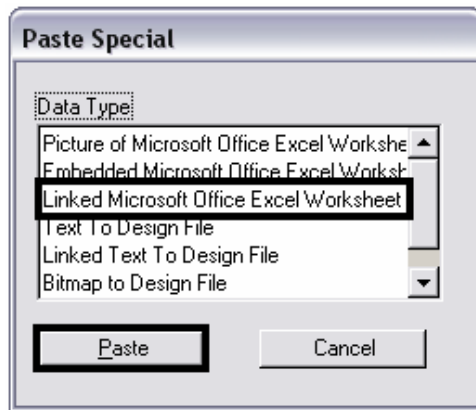 Paste Special
Data Type
Picture of Microsoft Office Excel Workshe
Embedded Microsoft Office Excel Worksh
Linked Microsoft Office Excel Worksheet
Text To Design File
Linked Text To Design File
Bitmap to Design File
Paste Cancel